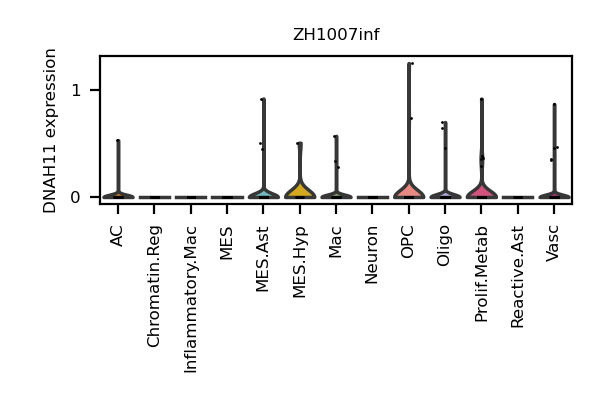 ZH1007inf
DNAH11 expression
1
0
AC
Chromatin.Reg
Inflammatory.Mac
MES
MES.Ast
MES.Hyp
Mac
Neuron
OPC
Oligo
Prolif.Metab
Reactive.Ast
Vasc